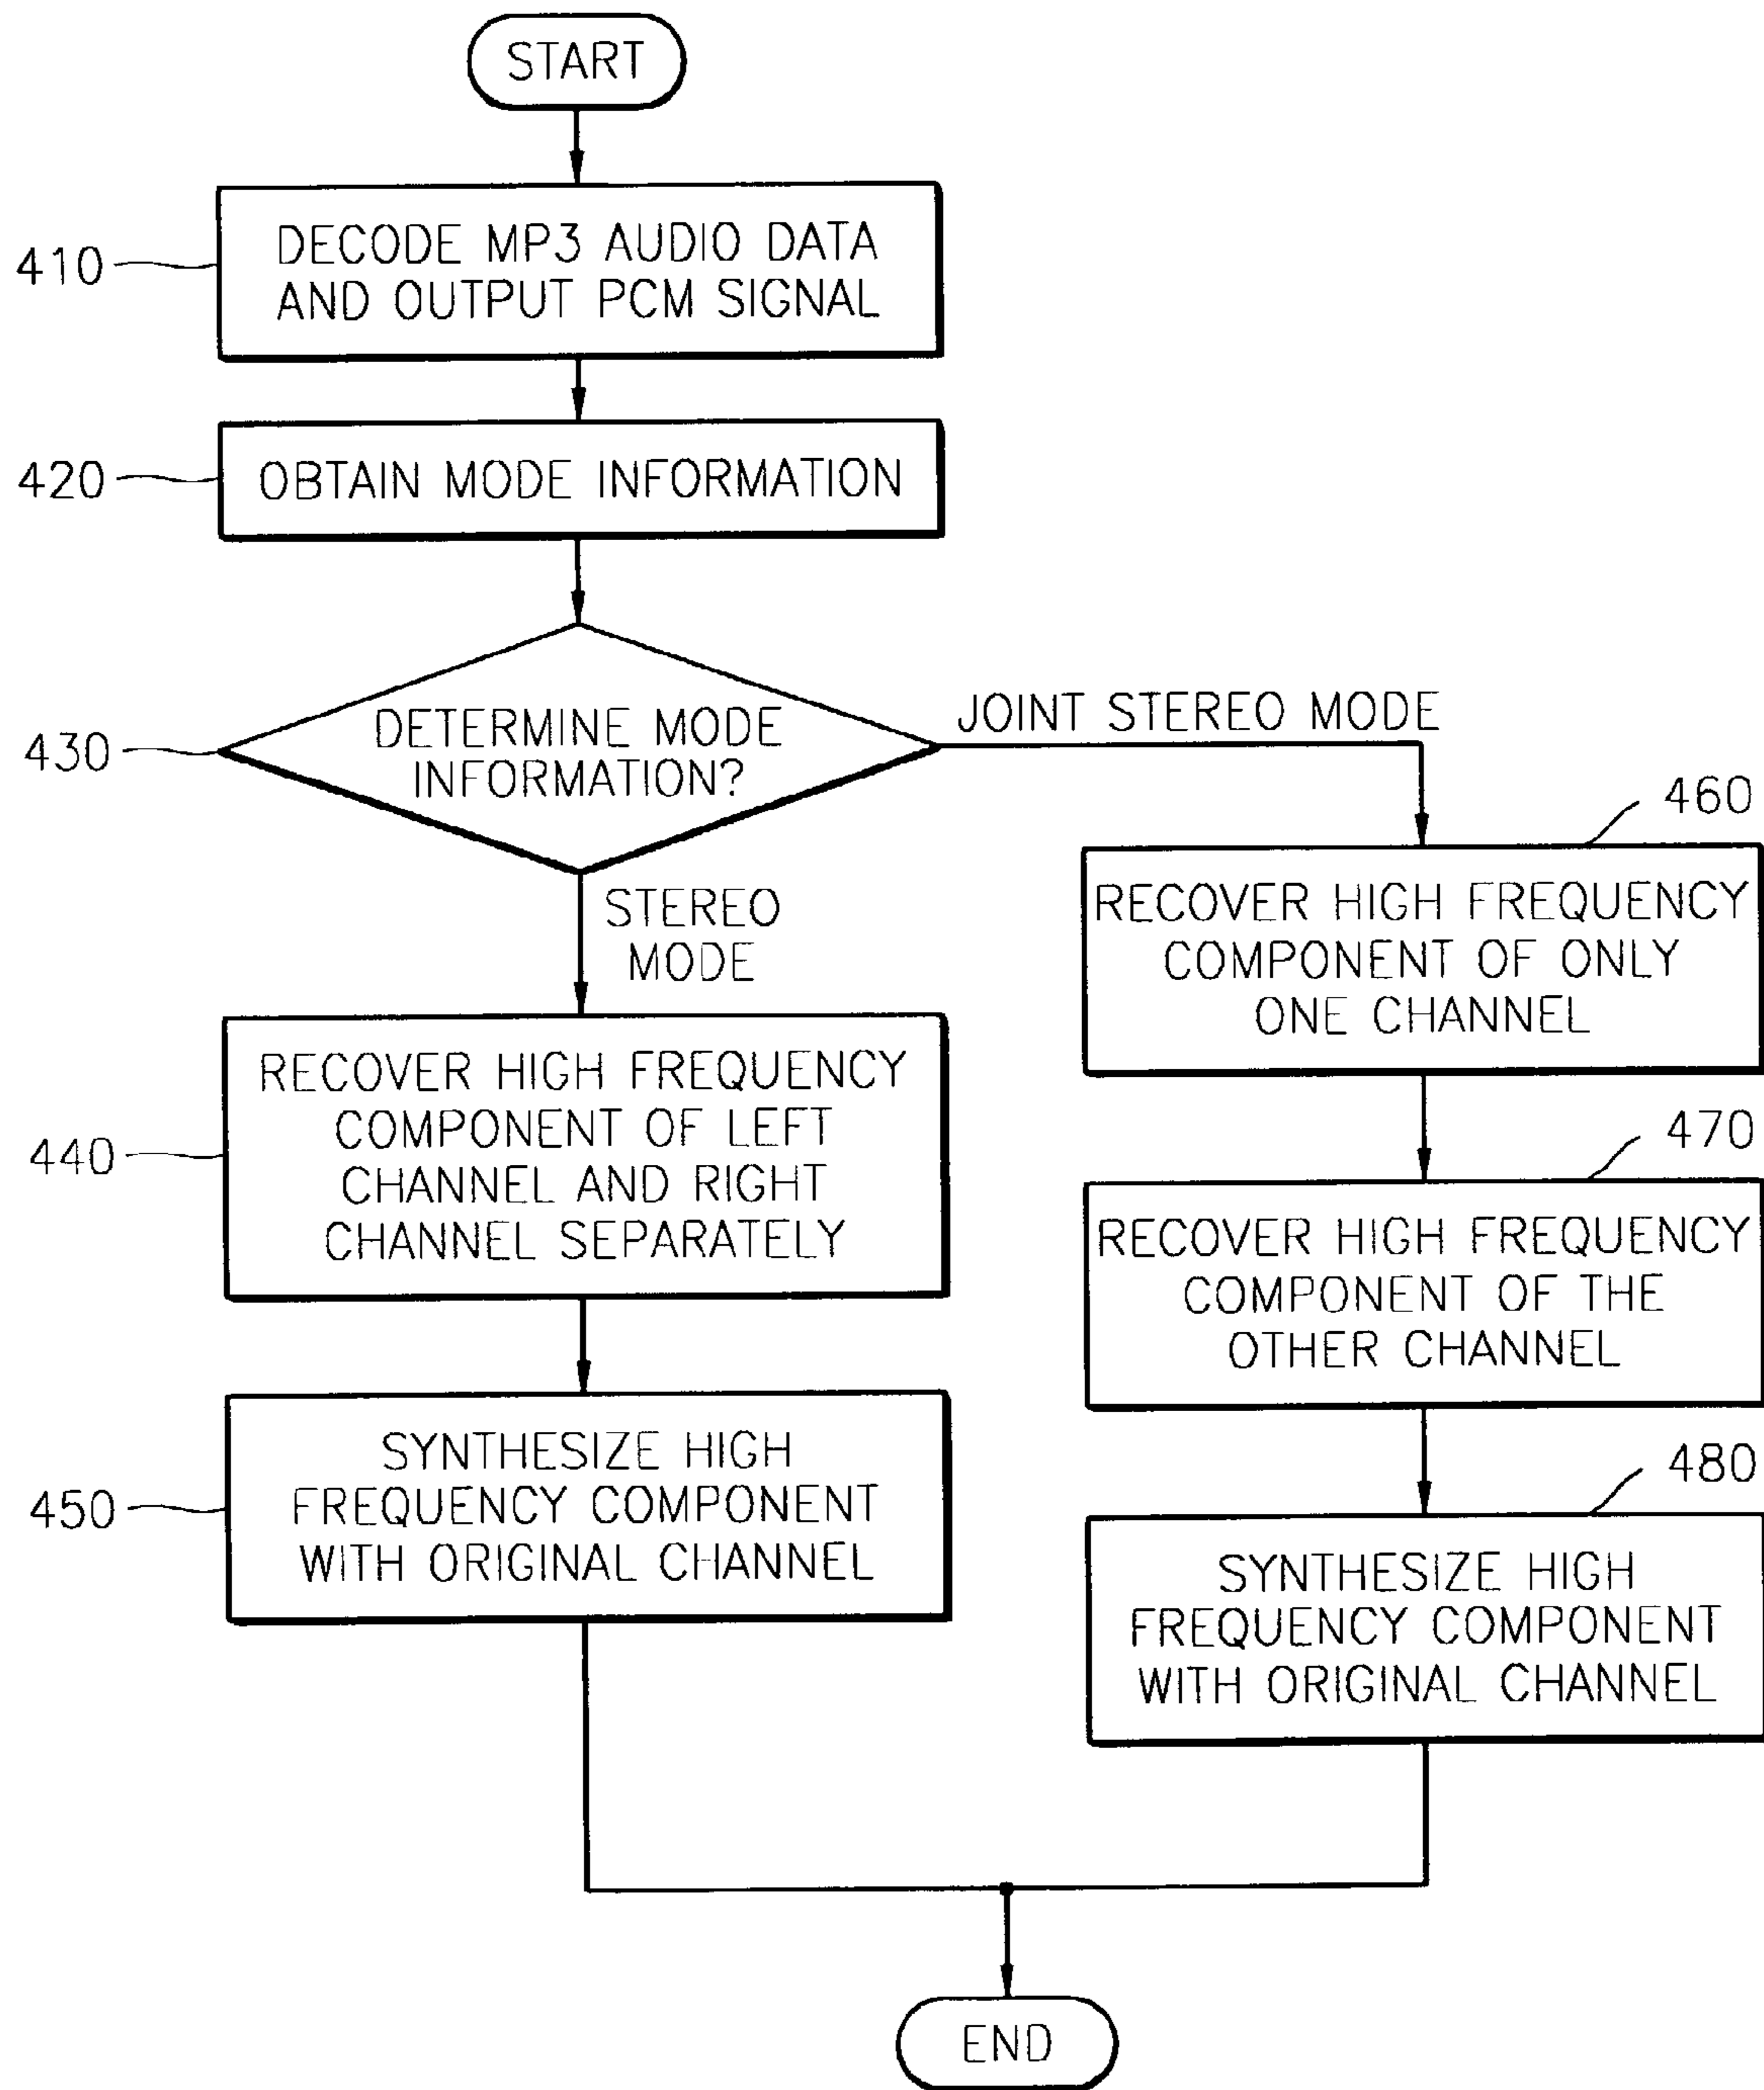 START
410
DECODE MP3 AUDIO DATA
AND OUTPUT PCM SIGNAL
420
OBTAIN MODE INFORMATION
430
DETERMINE MODE
INFORMATION?
JOINT STEREO MODE
STEREO
MODE
440
RECOVER HIGH FREQUENCY
COMPONENT OF LEFT
CHANNEL AND RIGHT
CHANNEL SEPARATELY
450
SYNTHESIZE HIGH
FREQUENCY COMPONENT
WITH ORIGINAL CHANNEL
460
RECOVER HIGH FREQUENCY
COMPONENT OF ONLY
ONE CHANNEL
470
RECOVER HIGH FREQUENCY
COMPONENT OF THE
OTHER CHANNEL
480
SYNTHESIZE HIGH
FREQUENCY COMPONENT
WITH ORIGINAL CHANNEL
END